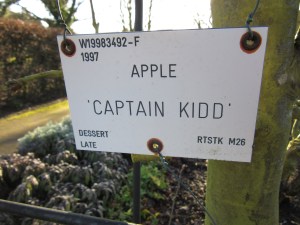 W19983492-F
1997
APPLE
'CAPTAIN KIDD'
DESSERT
LATE RTSTK M26